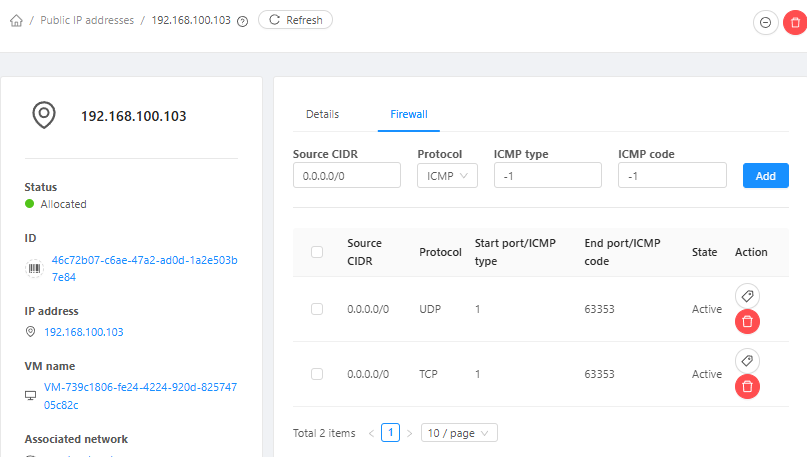 / Public IP addresses / 192.168.100.103 Refresh
192.168.100.103
Status
Allocated
ID
46c72b07-c6ae-47a2-ad0d-1a2e503b
7e84
IP address
192.168.100.103
VM name
VM-739c1806-fe24-4224-920d-825747
05c82c
Associated network
Details Firewall
Source CIDR Protocol ICMP type ICMP code
0.0.0.0/0 ICMP -1 -1 Add
Source CIDR Protocol Start port/ICMP type End port/ICMP code State Action
0.0.0.0/0 UDP 1 63353 Active
0.0.0.0/0 TCP 1 63353 Active
Total 2 items < 1 > 10 / page